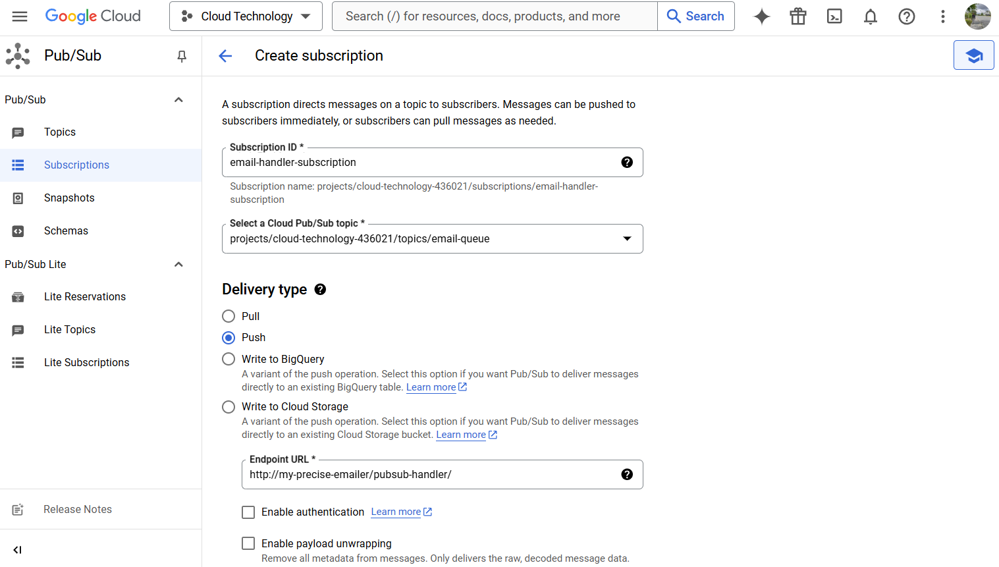 Google Cloud
Cloud Technology
Search (/) for resources, docs, products, and more
Search
Pub/Sub
Create subscription
Pub/Sub
Topics
Subscriptions
Snapshots
Schemas
Pub/Sub Lite
Lite Reservations
Lite Topics
Lite Subscriptions
Release Notes
A subscription directs messages on a topic to subscribers. Messages can be pushed to
subscribers immediately, or subscribers can pull messages as needed.
Subscription ID *
email-handler-subscription
Subscription name: projects/cloud-technology-436021/subscriptions/email-handler-
subscription
Select a Cloud Pub/Sub topic *
projects/cloud-technology-436021/topics/email-queue
Delivery type
Pull
Push
Write to BigQuery
A variant of the push operation. Select this option if you want Pub/Sub to deliver messages
directly to an existing BigQuery table. Learn more
Write to Cloud Storage
A variant of the push operation. Select this option if you want Pub/Sub to deliver messages
directly to an existing Cloud Storage bucket. Learn more
Endpoint URL *
http://my-precise-emailer/pubsub-handler/
Enable authentication Learn more
Enable payload unwrapping
Remove all metadata from messages. Only delivers the raw, decoded message data.